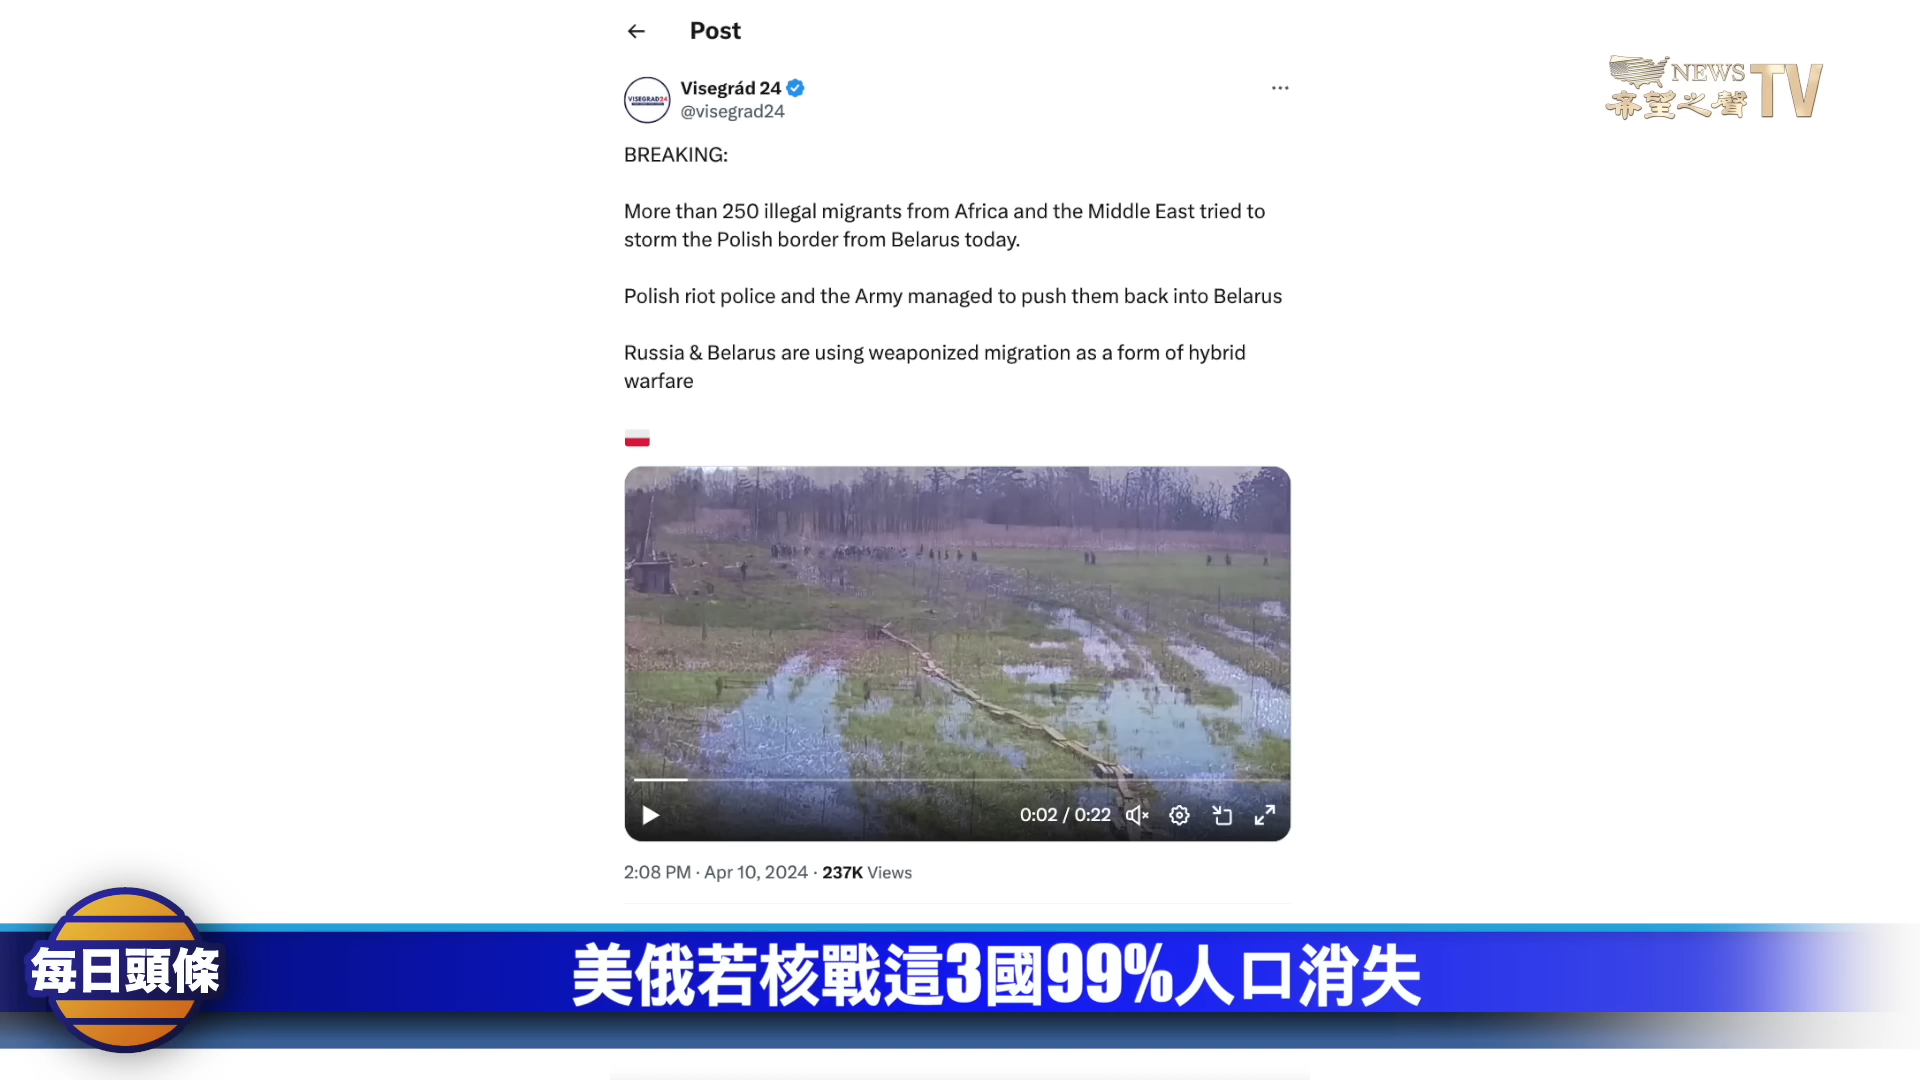 Post
VISEGRAD24
Visegrád 24
@visegrad24
NEWS
希望之聲TV
BREAKING:
More than 250 illegal migrants from Africa and the Middle East tried to
storm the Polish border from Belarus today.
Polish riot police and the Army managed to push them back into Belarus
Russia & Belarus are using weaponized migration as a form of hybrid
warfare
0:02 / 0:22
2:08 PM · Apr 10, 2024 · 237K Views
每日頭條
美俄若核戰這3國99%人口消失